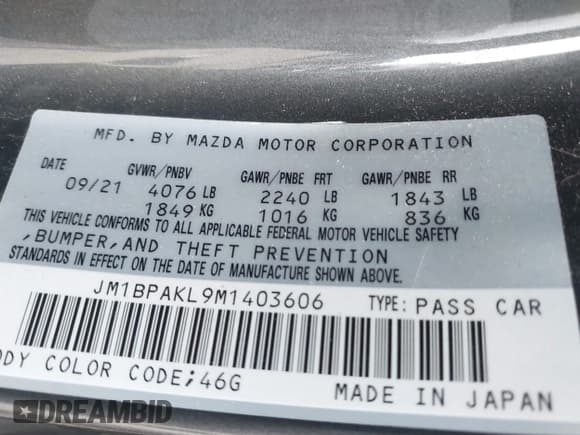 MFD. BY MAZDA MOTOR CORPORATION
DATE GVWR/PNBV GAWR/PNBE FRT GAWR/PNBE RR
09/21 4076 LB 2240 LB 1843 LB
1849 KG 1016 KG 836 KG
THIS VEHICLE CONFORMS TO ALL APPLICABLE FEDERAL MOTOR VEHICLE SAFETY
,BUMPER,AND THEFT PREVENTION
STANDARDS IN EFFECT ON THE DATE OF MANUFACTURE SHOWN ABOVE.
JM1BPAKL9M1403606 TYPE: PASS CAR
ODY COLOR CODE;46G
MADE IN JAPAN
DREAMBID